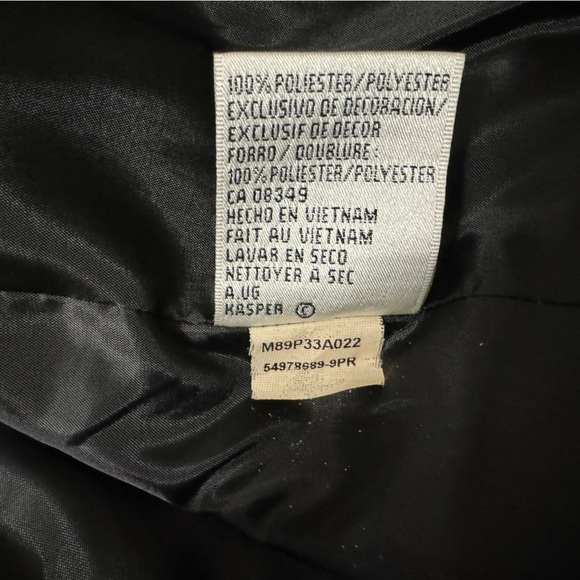 100% POLIESTER/POLYESTER
EXCLUSIVO DE DECORACION/
EXCLUSIF DE DECOR
FORRO/DOUBLURE:
100% POLIESTER/POLYESTER
CA 08349
HECHO EN VIETNAM
FAIT AU VIETNAM
LAVAR EN SECO
NETTOYER A SEC
A.UG
KASPER ©
M89P33A022
54978689-9PR